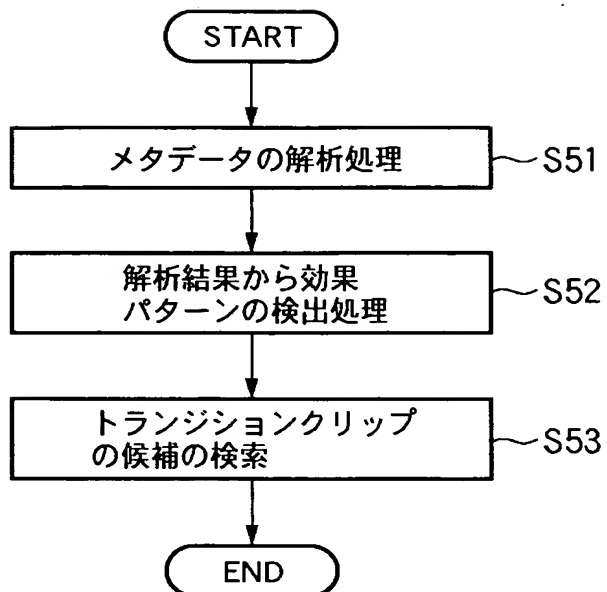 START
メタデータの解析処理
S51
解析結果から効果
パターンの検出処理
S52
トランジションクリップ
の候補の検索
S53
END